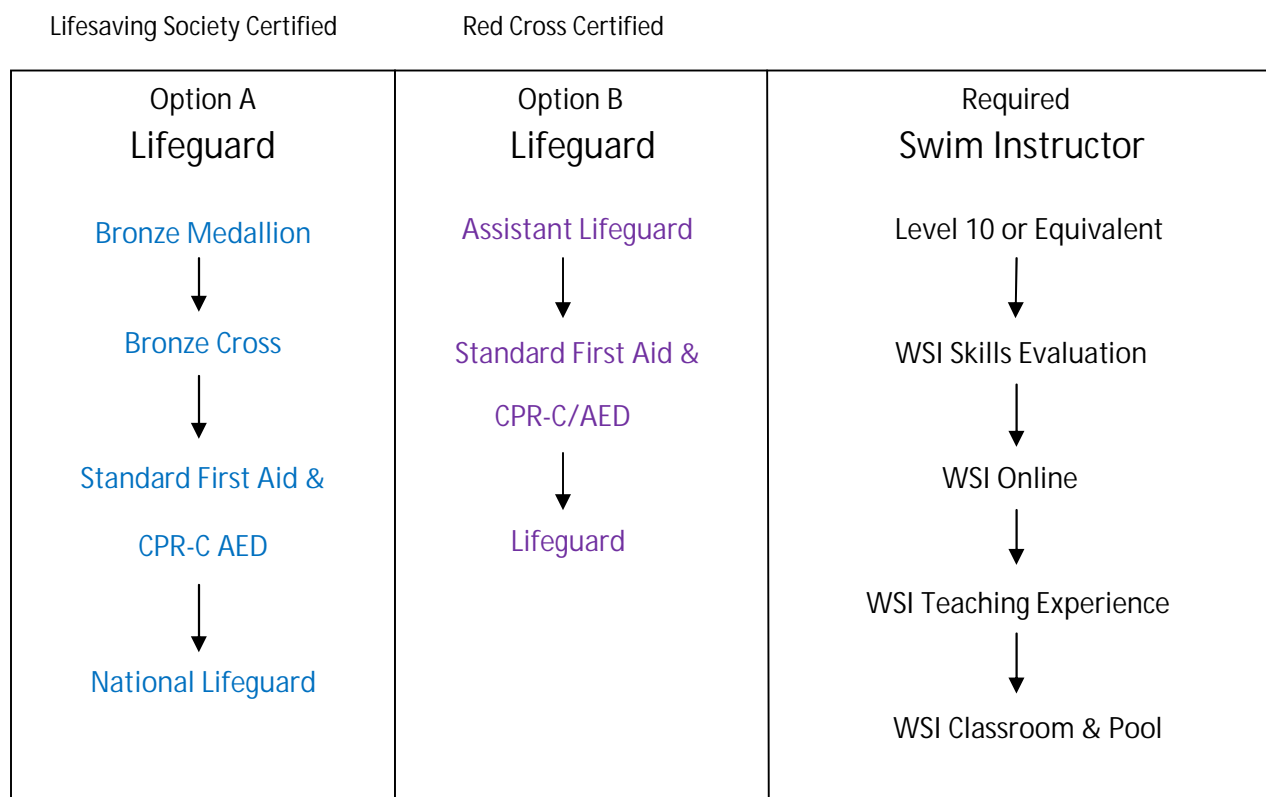 Lifesaving Society Certified
Red Cross Certified
Option A
Lifeguard
Bronze Medallion
Bronze Cross
Standard First Aid &
CPR-C AED
National Lifeguard
Option B
Lifeguard
Assistant Lifeguard
Standard First Aid &
CPR-C/AED
Lifeguard
Required
Swim Instructor
Level 10 or Equivalent
WSI Skills Evaluation
WSI Online
WSI Teaching Experience
WSI Classroom & Pool